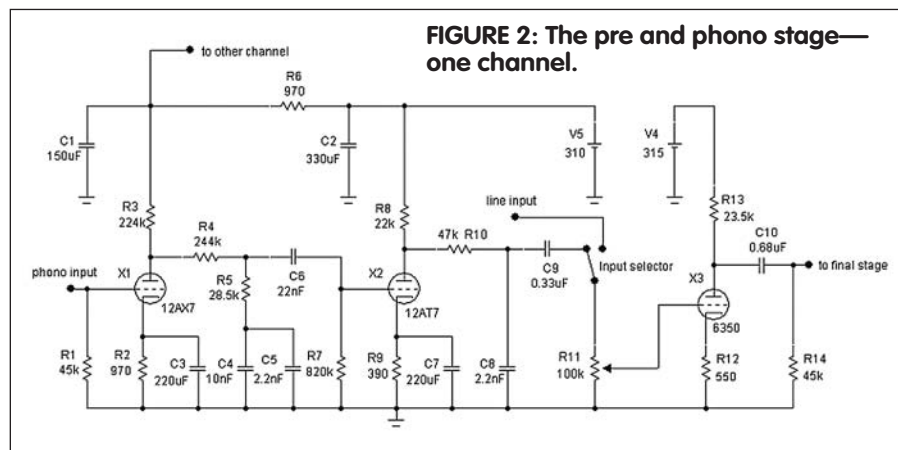 FIGURE 2: The pre and phono stage—
one channel.
to other channel
R6
970
C1
150uF
C2
330uF
V5
310
V4
315
R3
224k
R8
22k
line input
R13
23.5k
R4
244k
47k R10
C10
0.68uF
phono input
X1
R5
28.5k
C6
22nF
X2
C9
0.33uF
Input selector
to final stage
X3
12AX7
12AT7
6350
R1
45k
R2
970
C3
220uF
C4
10nF
C5
2.2nF
R7
820k
R9
390
C7
220uF
C8
2.2nF
R11
100k
R12
550
R14
45k